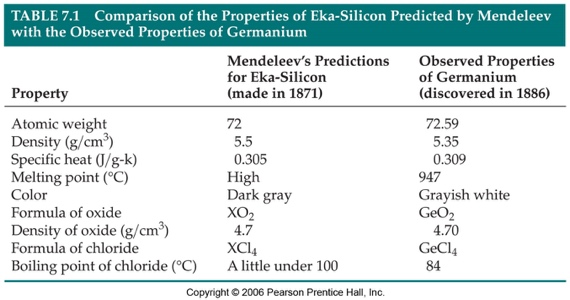 TABLE 7.1 Comparison of the Properties of Eka-Silicon Predicted by Mendeleev
with the Observed Properties of Germanium
Mendeleev's Predictions Observed Properties
for Eka-Silicon of Germanium
Property (made in 1871) (discovered in 1886)
Atomic weight 72 72.59
Density (g/cm³) 5.5 5.35
Specific heat (J/g-k) 0.305 0.309
Melting point (°C) High 947
Color Dark gray Grayish white
Formula of oxide XO₂ GeO₂
Density of oxide (g/cm³) 4.7 4.70
Formula of chloride XCl₄ GeCl₄
Boiling point of chloride (°C) A little under 100 84
Copyright © 2006 Pearson Prentice Hall, Inc.